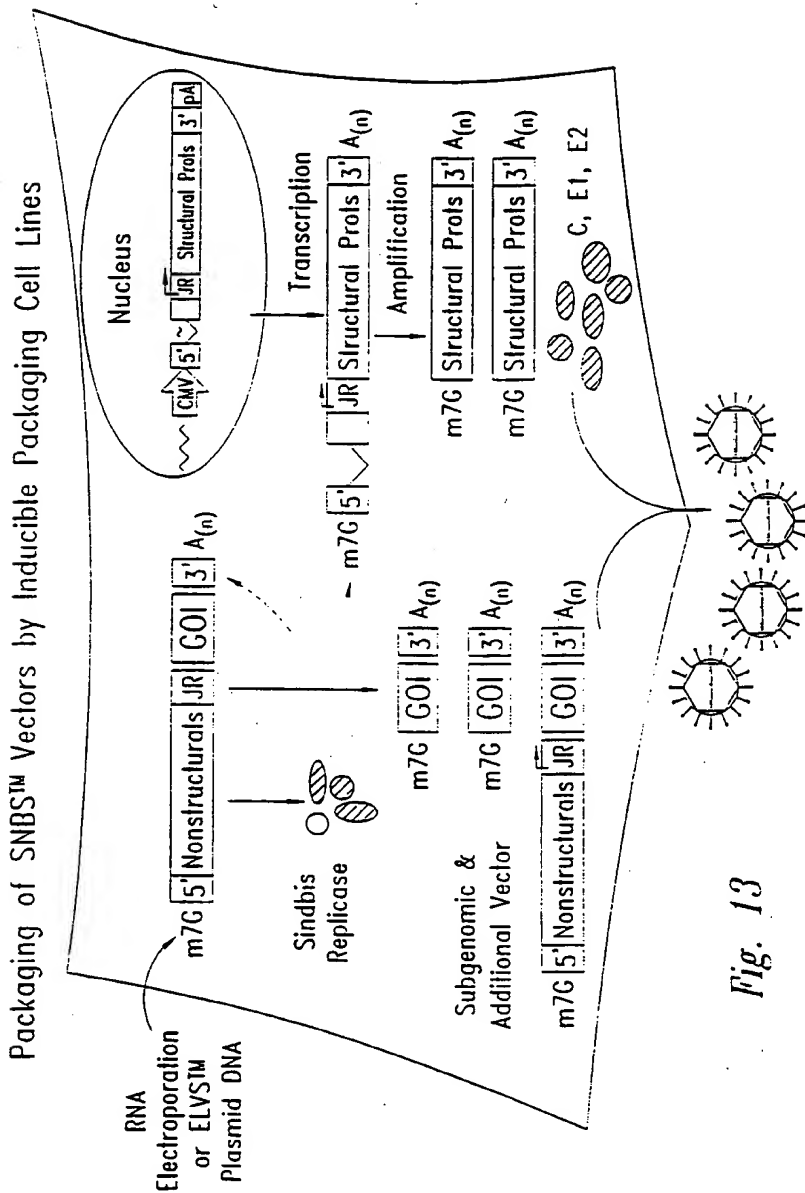 Packaging of SNBS™ Vectors by Inducible Packaging Cell Lines
RNA
Electroporation
or ELVS™
Plasmid DNA
m7G 5' Nonstructurals JR GOI 3' A(n)
Sindbis
Replicase
m7G GOI 3' A(n)
m7G GOI 3' A(n)
Subgenomic &
Additional Vector
m7G 5' Nonstructurals JR GOI 3' A(n)
Nucleus
CMV 5' JR Structural Prots 3' pA
Transcription
m7G 5' JR Structural Prots 3' A(n)
Amplification
m7G Structural Prots 3' A(n)
m7G Structural Prots 3' A(n)
C, E1, E2
Fig. 13